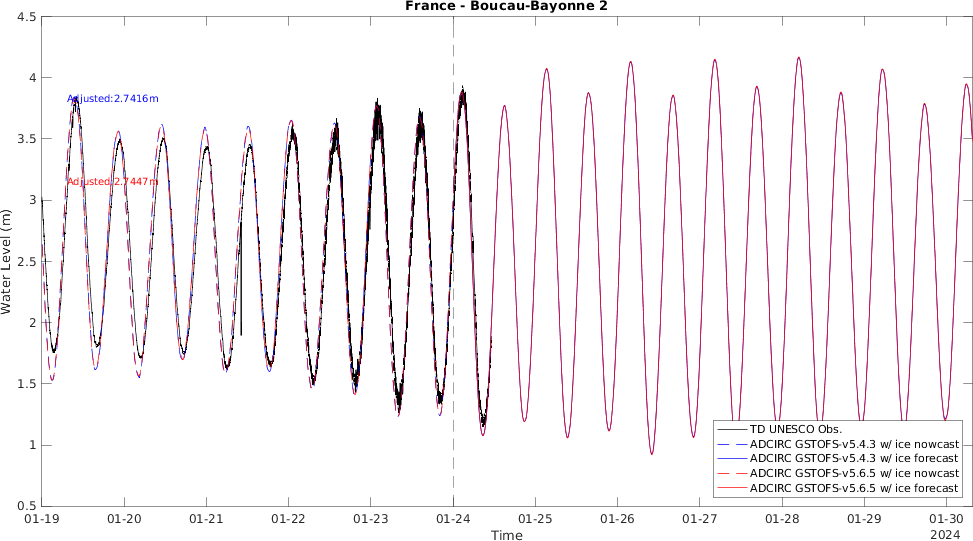 France - Boucau-Bayonne 2
4.5
4
3.5
3
2.5
2
1.5
1
0.5
Water Level (m)
Adjusted:2.7416m
Adjusted:2.7447m
TD UNESCO Obs.
ADCIRC GSTOFS-v5.4.3 w/ ice nowcast
ADCIRC GSTOFS-v5.4.3 w/ ice forecast
ADCIRC GSTOFS-v5.6.5 w/ ice nowcast
ADCIRC GSTOFS-v5.6.5 w/ ice forecast
01-19 01-20 01-21 01-22 01-23 01-24 01-25 01-26 01-27 01-28 01-29 01-30
Time
2024